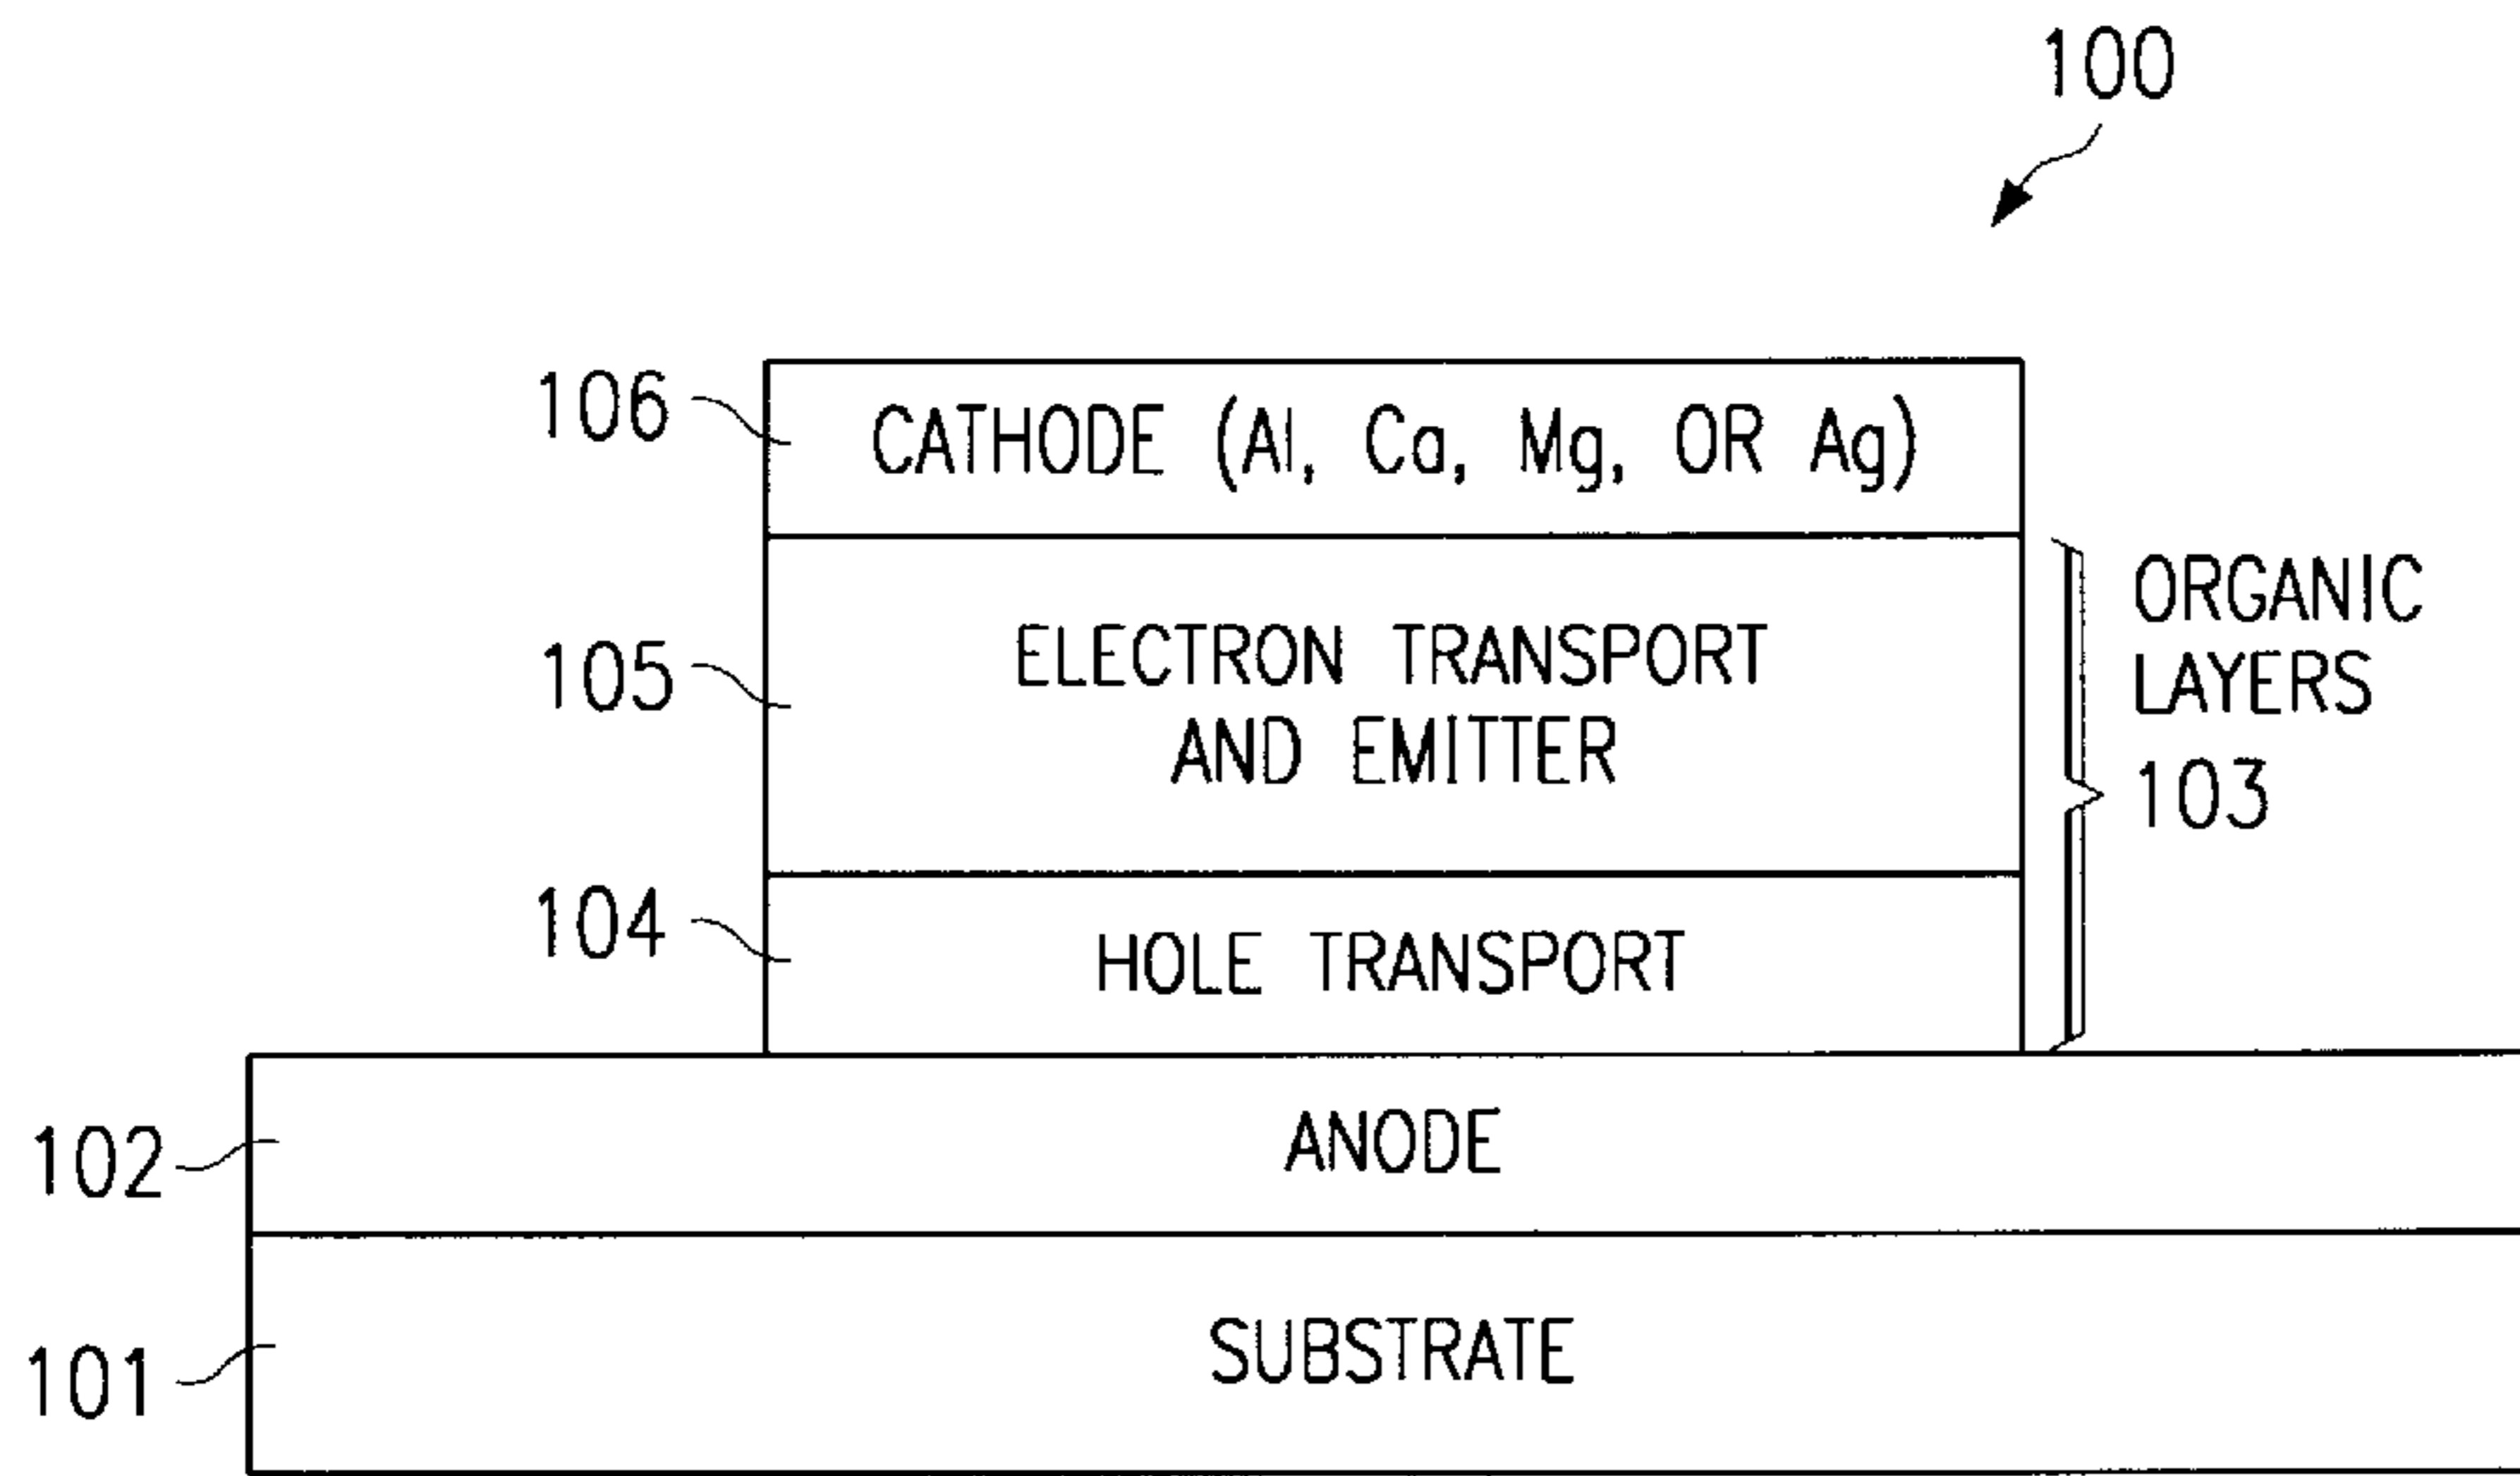 100
106
CATHODE (Al, Ca, Mg, OR Ag)
105
ELECTRON TRANSPORT
AND EMITTER
ORGANIC
LAYERS
103
104
HOLE TRANSPORT
102
ANODE
101
SUBSTRATE